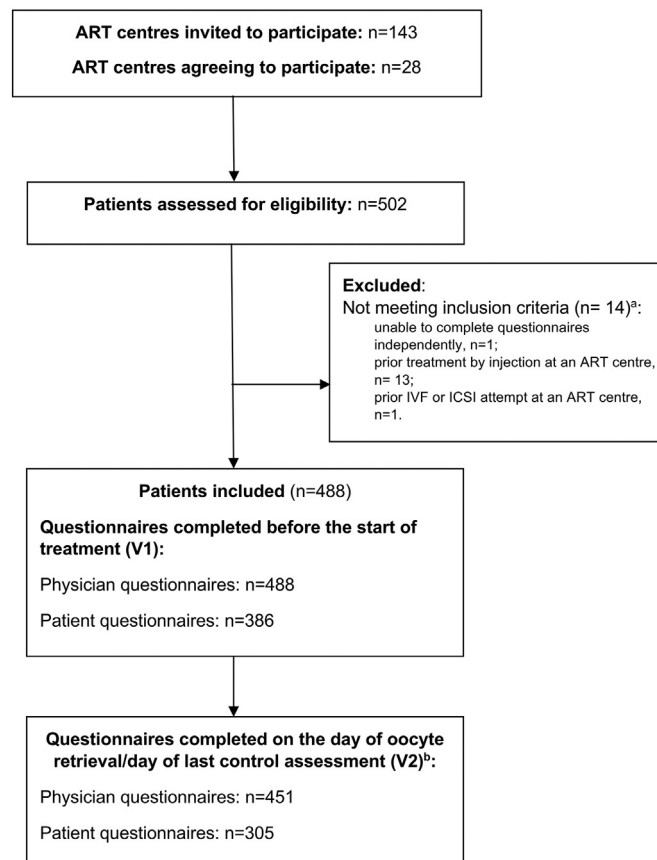 ART centres invited to participate: n=143
ART centres agreeing to participate: n=28
Patients assessed for eligibility: n=502
Excluded:
Not meeting inclusion criteria (n= 14)ᵃ:
unable to complete questionnaires
independently, n=1;
prior treatment by injection at an ART centre,
n= 13;
prior IVF or ICSI attempt at an ART centre,
n=1.
Patients included (n=488)
Questionnaires completed before the start of
treatment (V1):
Physician questionnaires: n=488
Patient questionnaires: n=386
Questionnaires completed on the day of oocyte
retrieval/day of last control assessment (V2)ᵇ:
Physician questionnaires: n=451
Patient questionnaires: n=305